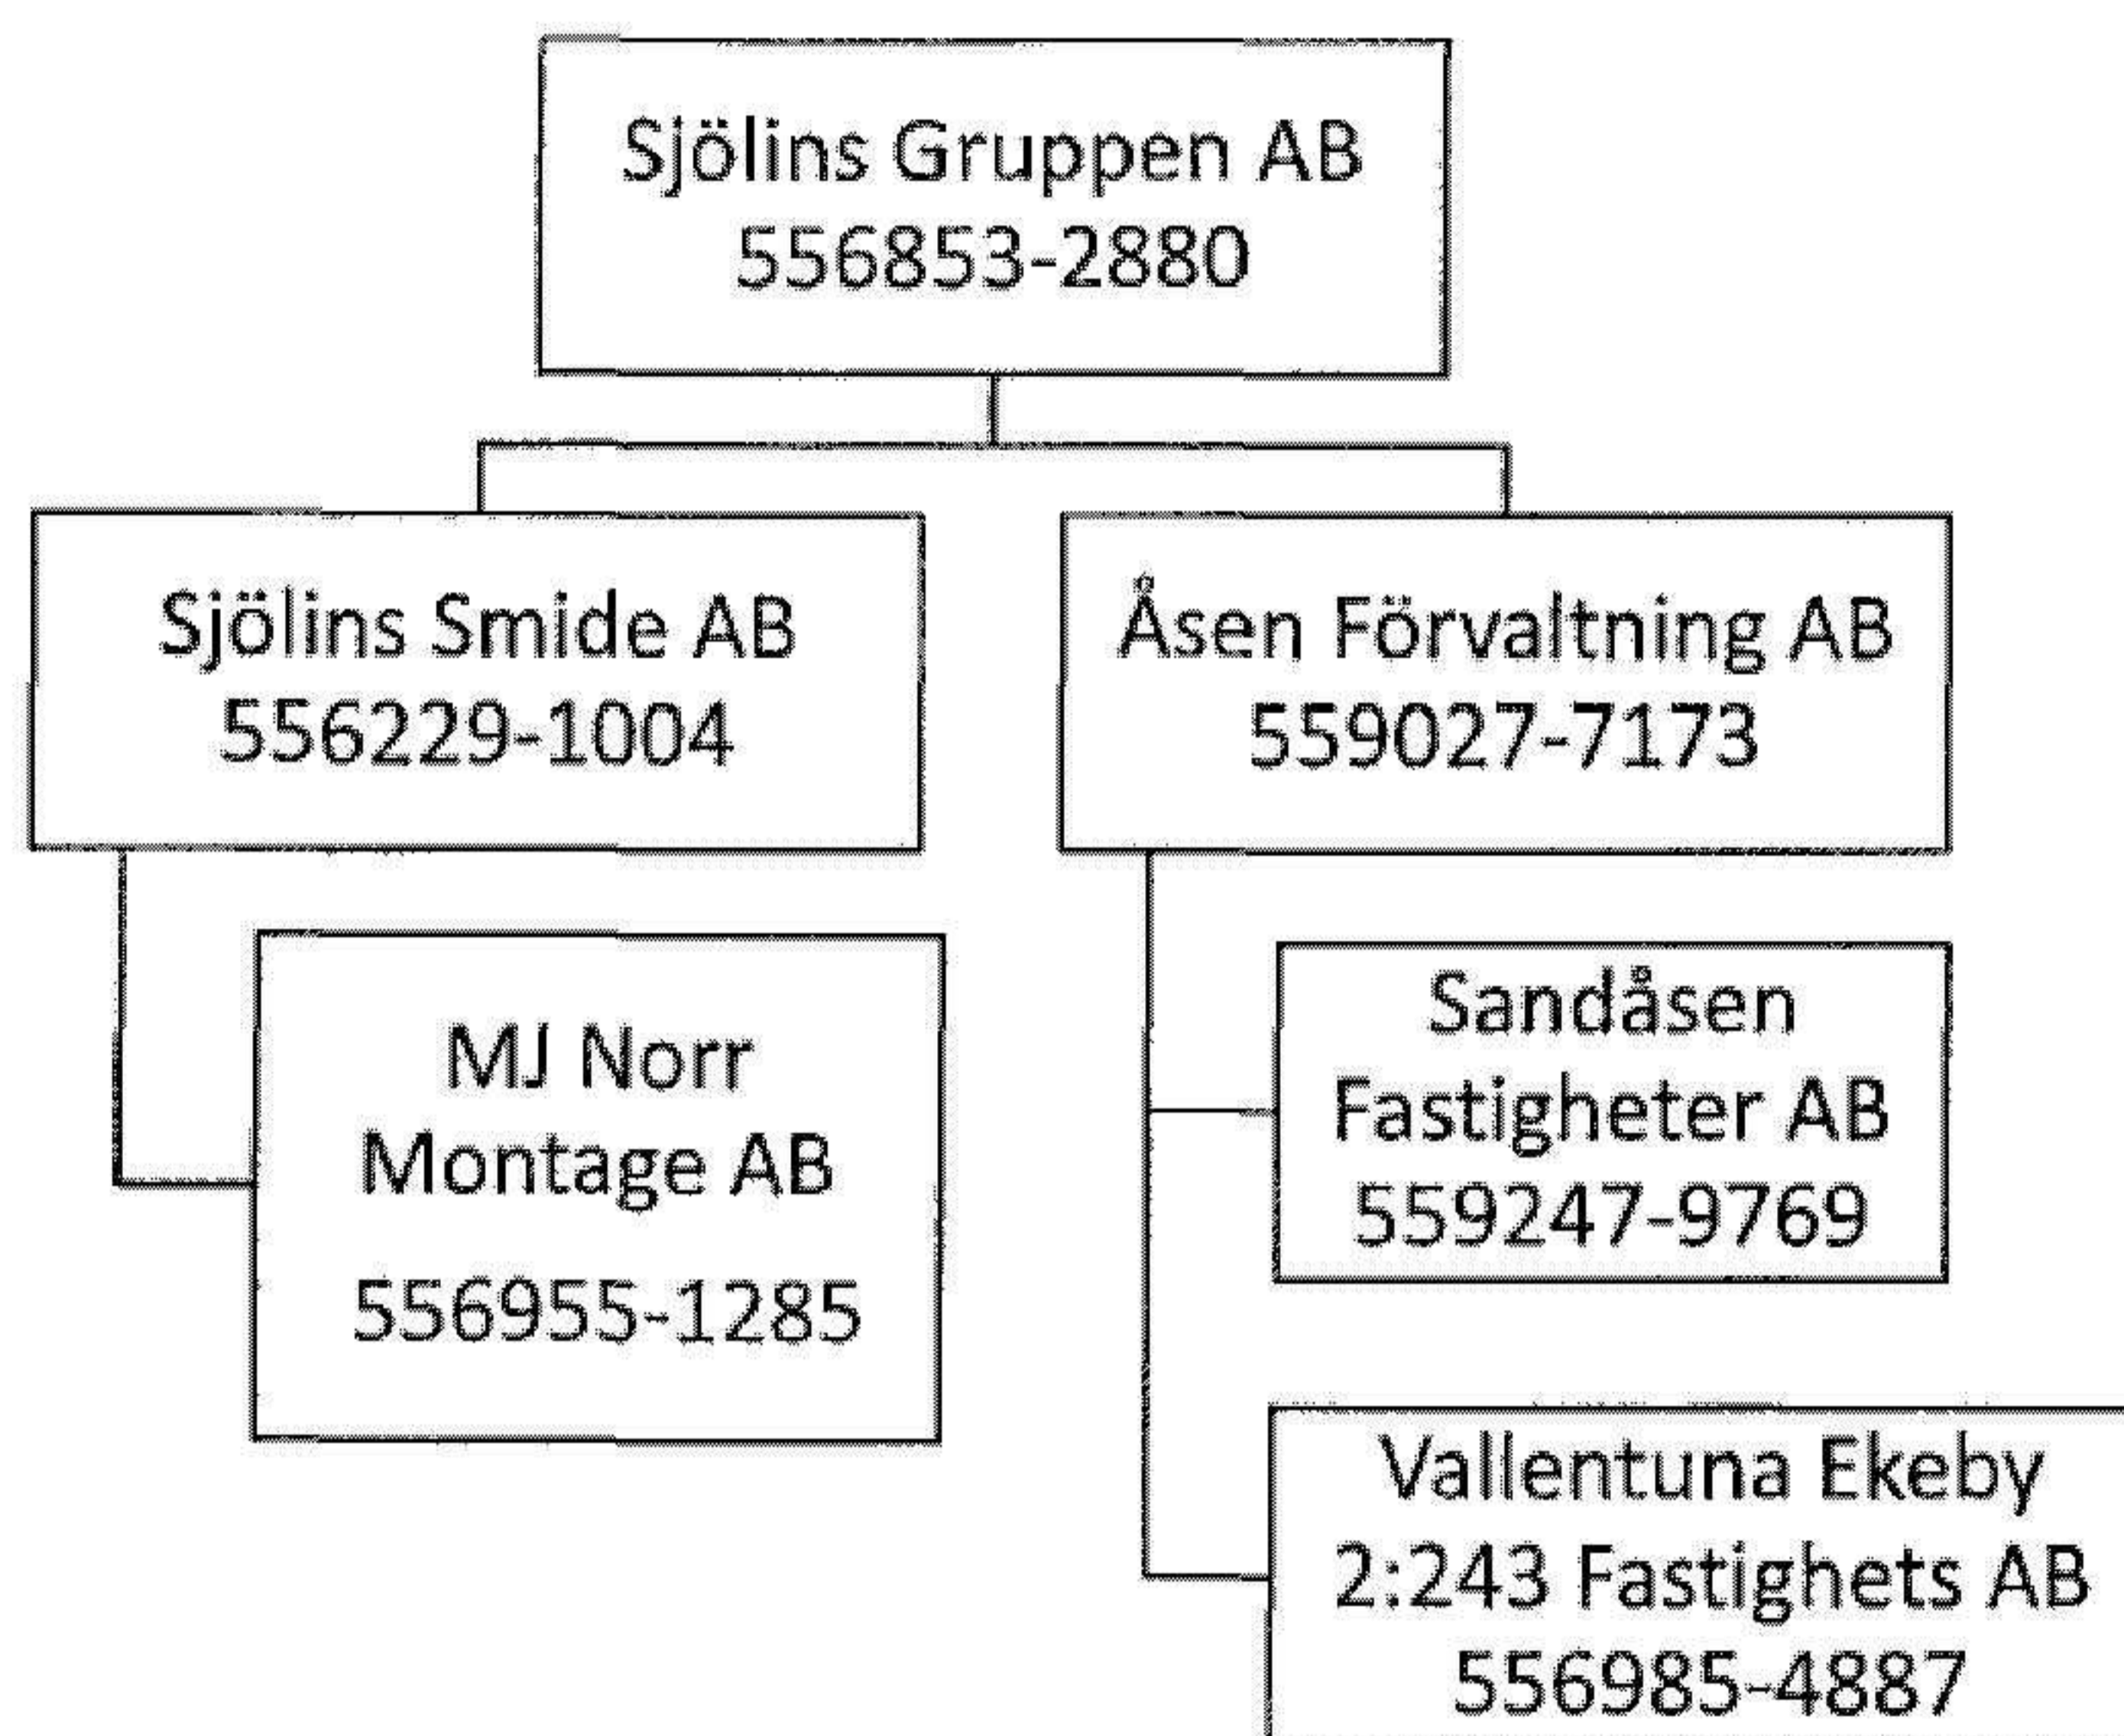 Sjölins Gruppen AB
556853-2880
Sjölins Smide AB
556229-1004
Åsen Förvaltning AB
559027-7173
MJ Norr
Montage AB
556955-1285
Sandåsen
Fastigheter AB
559247-9769
Vallentuna Ekeby
2:243 Fastighets AB
556985-4887